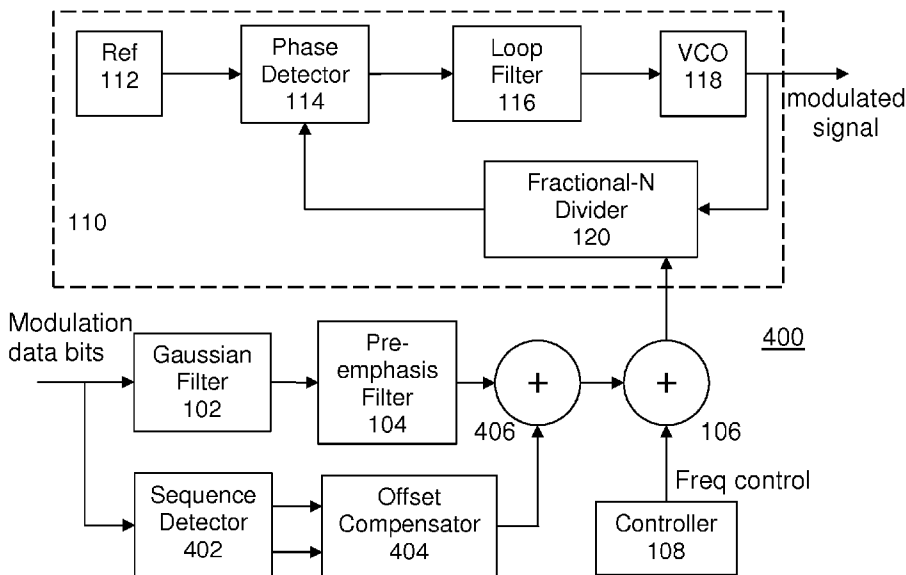 Ref
112
Phase
Detector
114
Loop
Filter
116
VCO
118
modulated
signal
Fractional-N
Divider
120
110
Modulation
data bits
Gaussian
Filter
102
Pre-
emphasis
Filter
104
+
406
+
106
400
Sequence
Detector
402
Offset
Compensator
404
Freq control
Controller
108